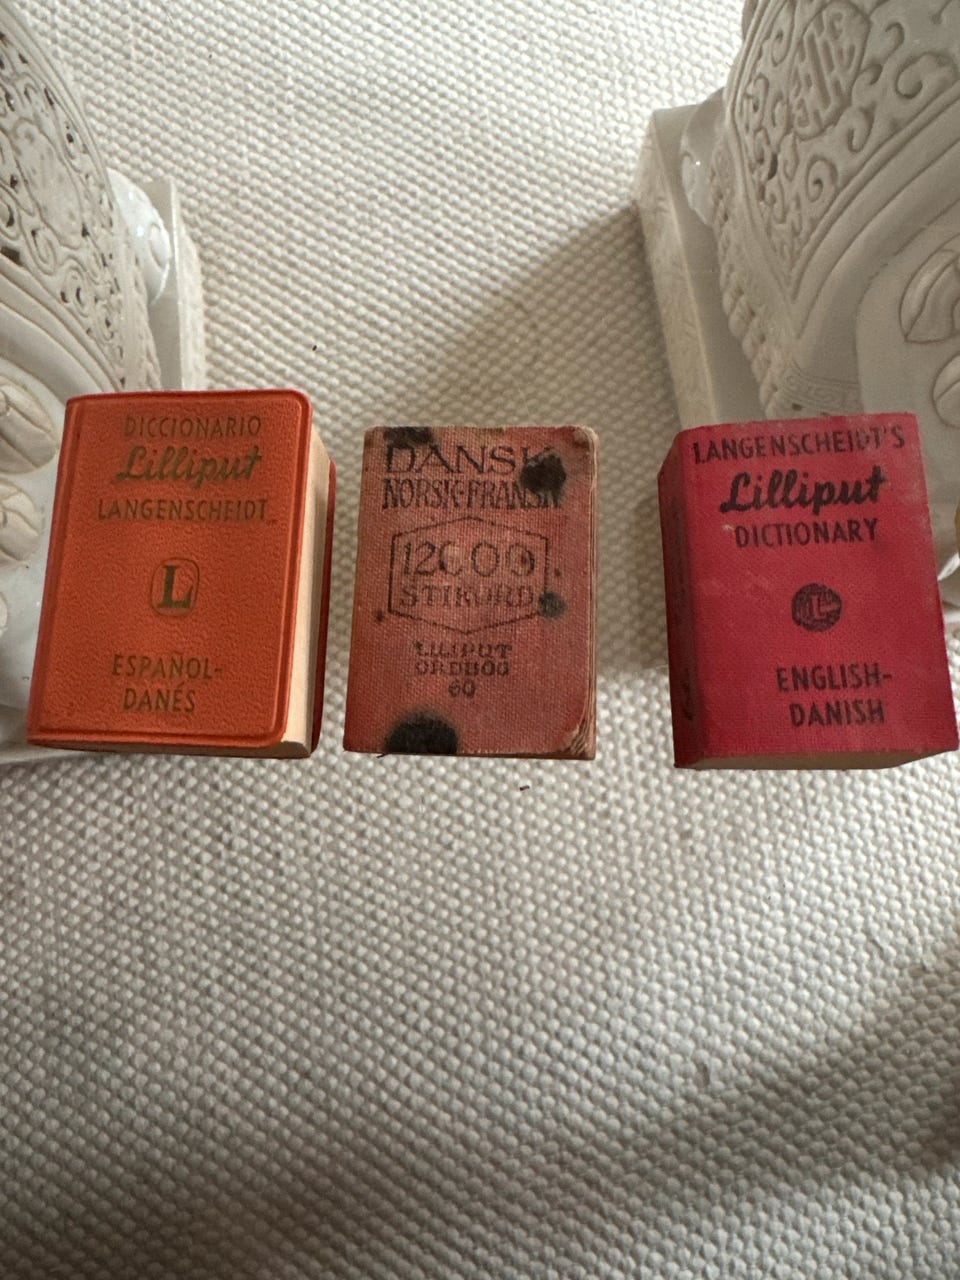 DICCIONARIO
Lilliput
LANGENSCHEIDT
L
ESPAÑOL-
DANÉS
DANSK
NORSK-FRANSK
12000
STIKORD
LILIPUT
ORDBOG
60
LANGENSCHEIDT'S
Lilliput
DICTIONARY
L
ENGLISH-
DANISH